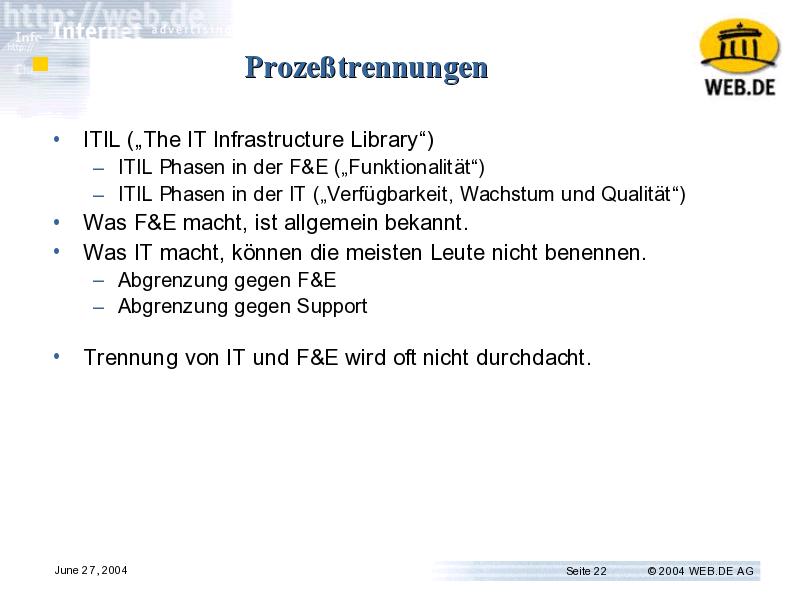 http://web.de
Internet
advertising
Info
http://
Prozeßtrennungen
WEB.DE
• ITIL („The IT Infrastructure Library“)
– ITIL Phasen in der F&E („Funktionalität“)
– ITIL Phasen in der IT („Verfügbarkeit, Wachstum und Qualität“)
• Was F&E macht, ist allgemein bekannt.
• Was IT macht, können die meisten Leute nicht benennen.
– Abgrenzung gegen F&E
– Abgrenzung gegen Support
• Trennung von IT und F&E wird oft nicht durchdacht.
June 27, 2004
Seite 22
© 2004 WEB.DE AG